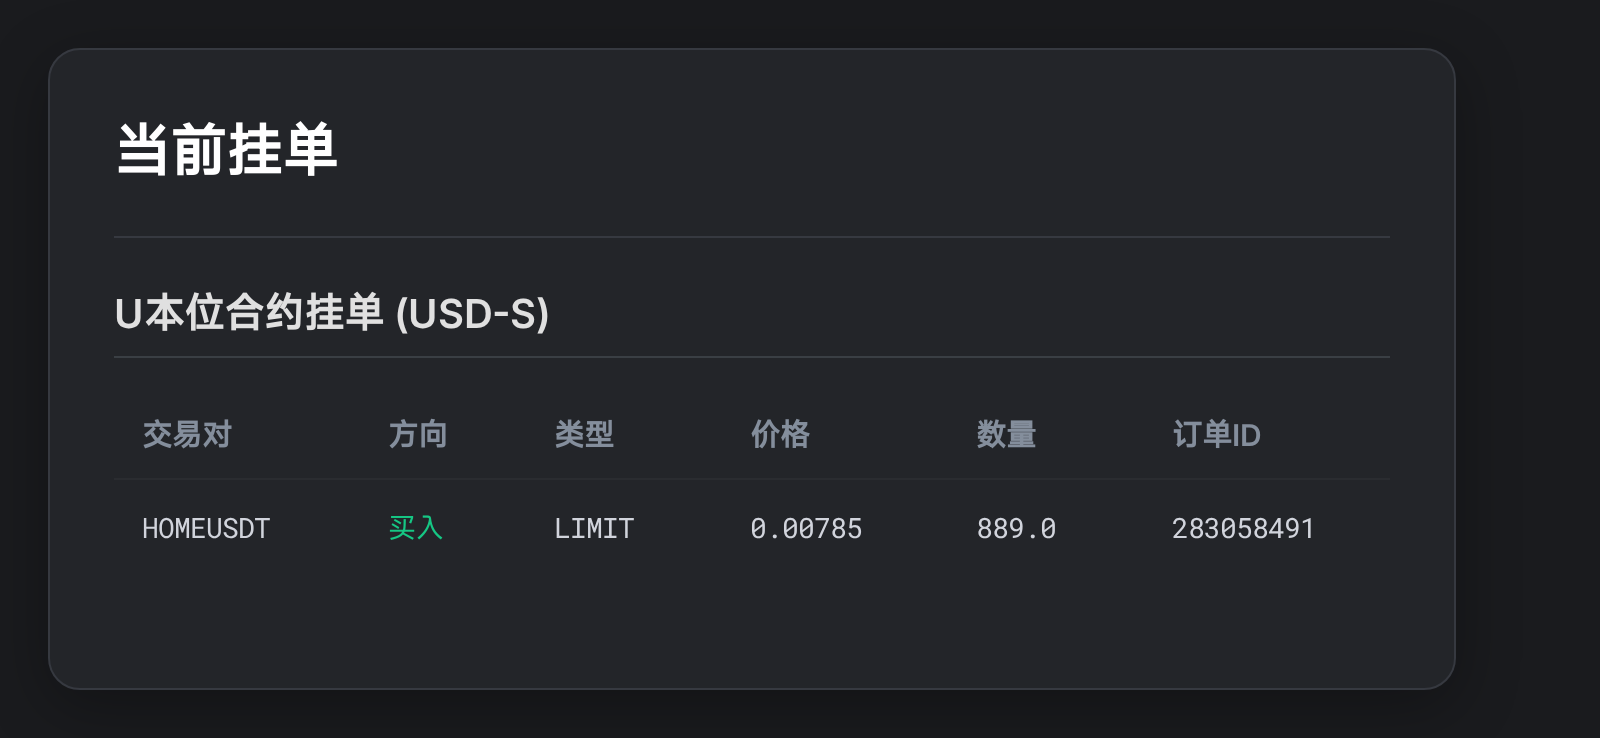 当前挂单
U本位合约挂单 (USD-S)
交易对 方向 类型 价格 数量 订单ID
HOMEUSDT 买入 LIMIT 0.00785 889.0 283058491